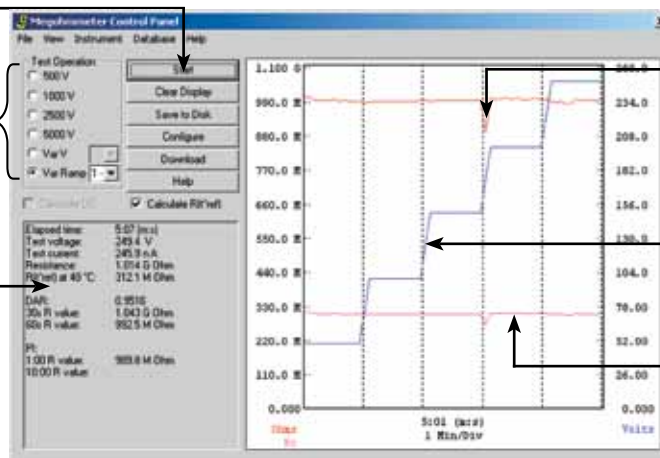 Megohmmeter Control Panel
File View Instrument Database Help
Test Operation
500 V
1000 V
2500 V
5000 V
Var V
Var Ramp 1
Start
Clear Display
Save to Disk
Configure
Download
Help
Calculate R(t°ref)
Elapsed time: 5:07 (m:s)
Test voltage: 249.4 V
Test current: 245.9 nA
Resistance: 1.014 G Ohm
R(t°ref) at 40 °C: 312.1 M Ohm
DAR: 0.9516
30s R value: 1.043 G Ohm
60s R value: 992.5 M Ohm
PI:
1:00 R value: 989.8 M Ohm
10:00 R value:
1.100 G
990.0 M
880.0 M
770.0 M
660.0 M
550.0 M
440.0 M
330.0 M
220.0 M
110.0 M
0.000
260.0
234.0
208.0
182.0
156.0
130.0
104.0
78.00
52.00
26.00
0.000
Ohms
5:01 (m:s)
1 Min/Div
Volts